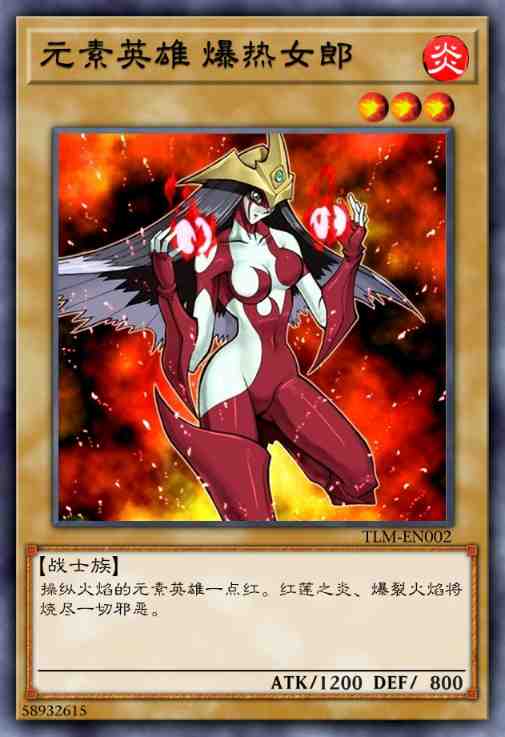 元素英雄 爆热女郎
炎
TLM-EN002
【战士族】
操纵火焰的元素英雄一点红。红莲之炎、爆裂火焰将
烧尽一切邪恶。
ATK/1200 DEF/ 800
58932615